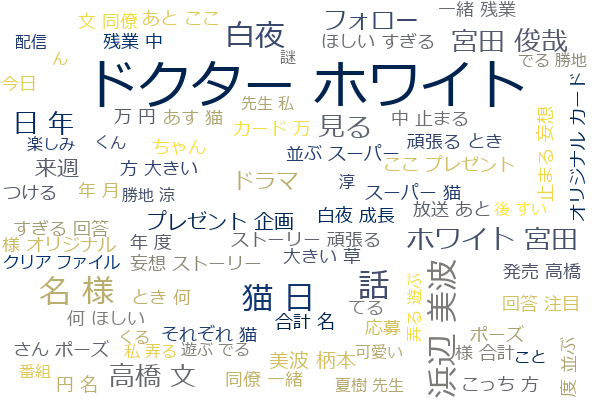 一緒 残業
文 同僚
あと ここ
フォロー
白夜
配信
残業 中
ほしい すぎる
宮田 俊哉
ん
謎
でる 勝地
ドクター ホワイト
今日
先生 私
オリジナル カード
日 年
万 円
あす 猫
カード 万
見る
中 止まる
止まる 妄想
楽しみ
くん
ちゃん
並ぶ スーパー
頑張る とき
来週
方 大きい
ここ プレゼント
ドラマ
淳
つける
年 月
勝地 涼
スーパー 猫
プレゼント 企画
白夜 成長
放送 あと
後 すい
すぎる 回答
様 オリジナル
年 度
ストーリー 頑張る
ホワイト 宮田
クリア ファイル
妄想 ストーリー
大きい 草
発売 高橋
名 様
とき 何
猫 日
話
浜辺 美波
弄る 遊ぶ
回答 注目
てる
何 ほしい
合計 名
応募
ポーズ
度 並ぶ
くる
それぞれ 猫
さん ポーズ
私 弄る
遊ぶ でる
可愛い
様 合計
こと
番組
美波 柄本
円 名
高橋 文
同僚 一緒
夏樹 先生
こっち 方